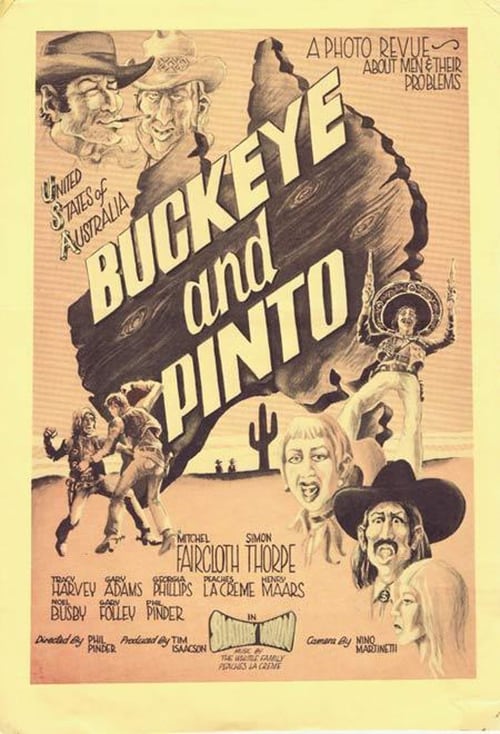 A PHOTO REVUE
ABOUT MEN & THEIR
PROBLEMS
UNITED
STATES of
AUSTRALIA
BUCKEYE
and
PINTO
MITCHEL SIMON
FAIRCLOTH THORPE
TRACY GARY GEORGIA PEACHES HENRY
HARVEY ADAMS PHILLIPS LA CREME MAARS
NOEL GARY PHIL
BUSBY FOLLEY PINDER
IN
Directed By PHIL PINDER Produced By TIM ISAACSON Camera By NINO MARTINETTI
MUSIC BY
THE WHITTLE FAMILY
PEACHES LA CREME